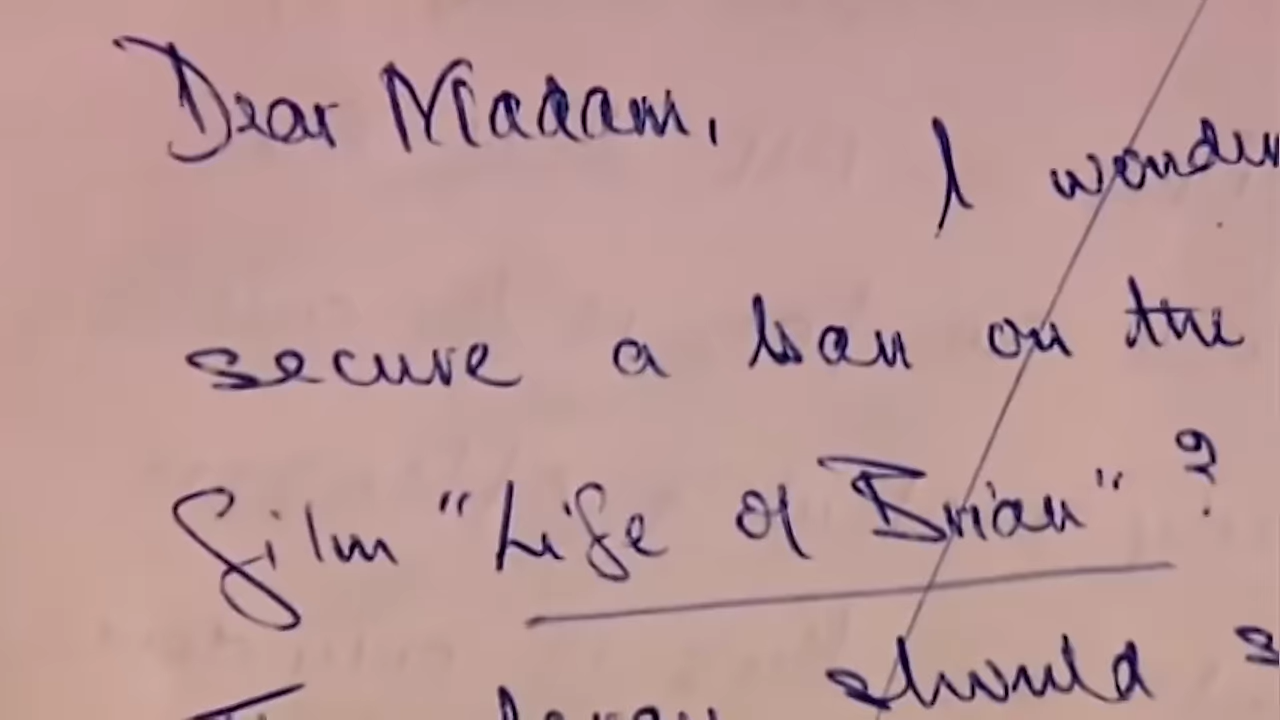 Dear Madam,
I wonder
secure a ban on the
film "Life of Brian"?
should